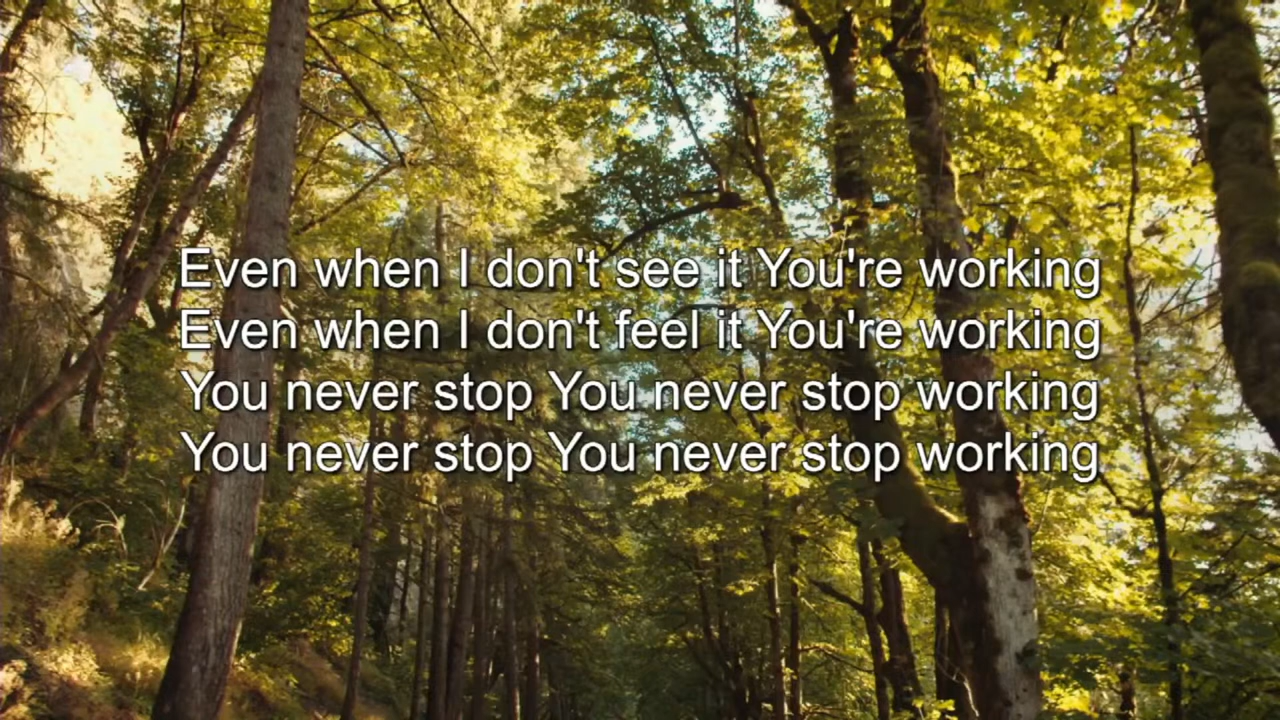 Even when I don't see it You're working
Even when I don't feel it You're working
You never stop You never stop working
You never stop You never stop working